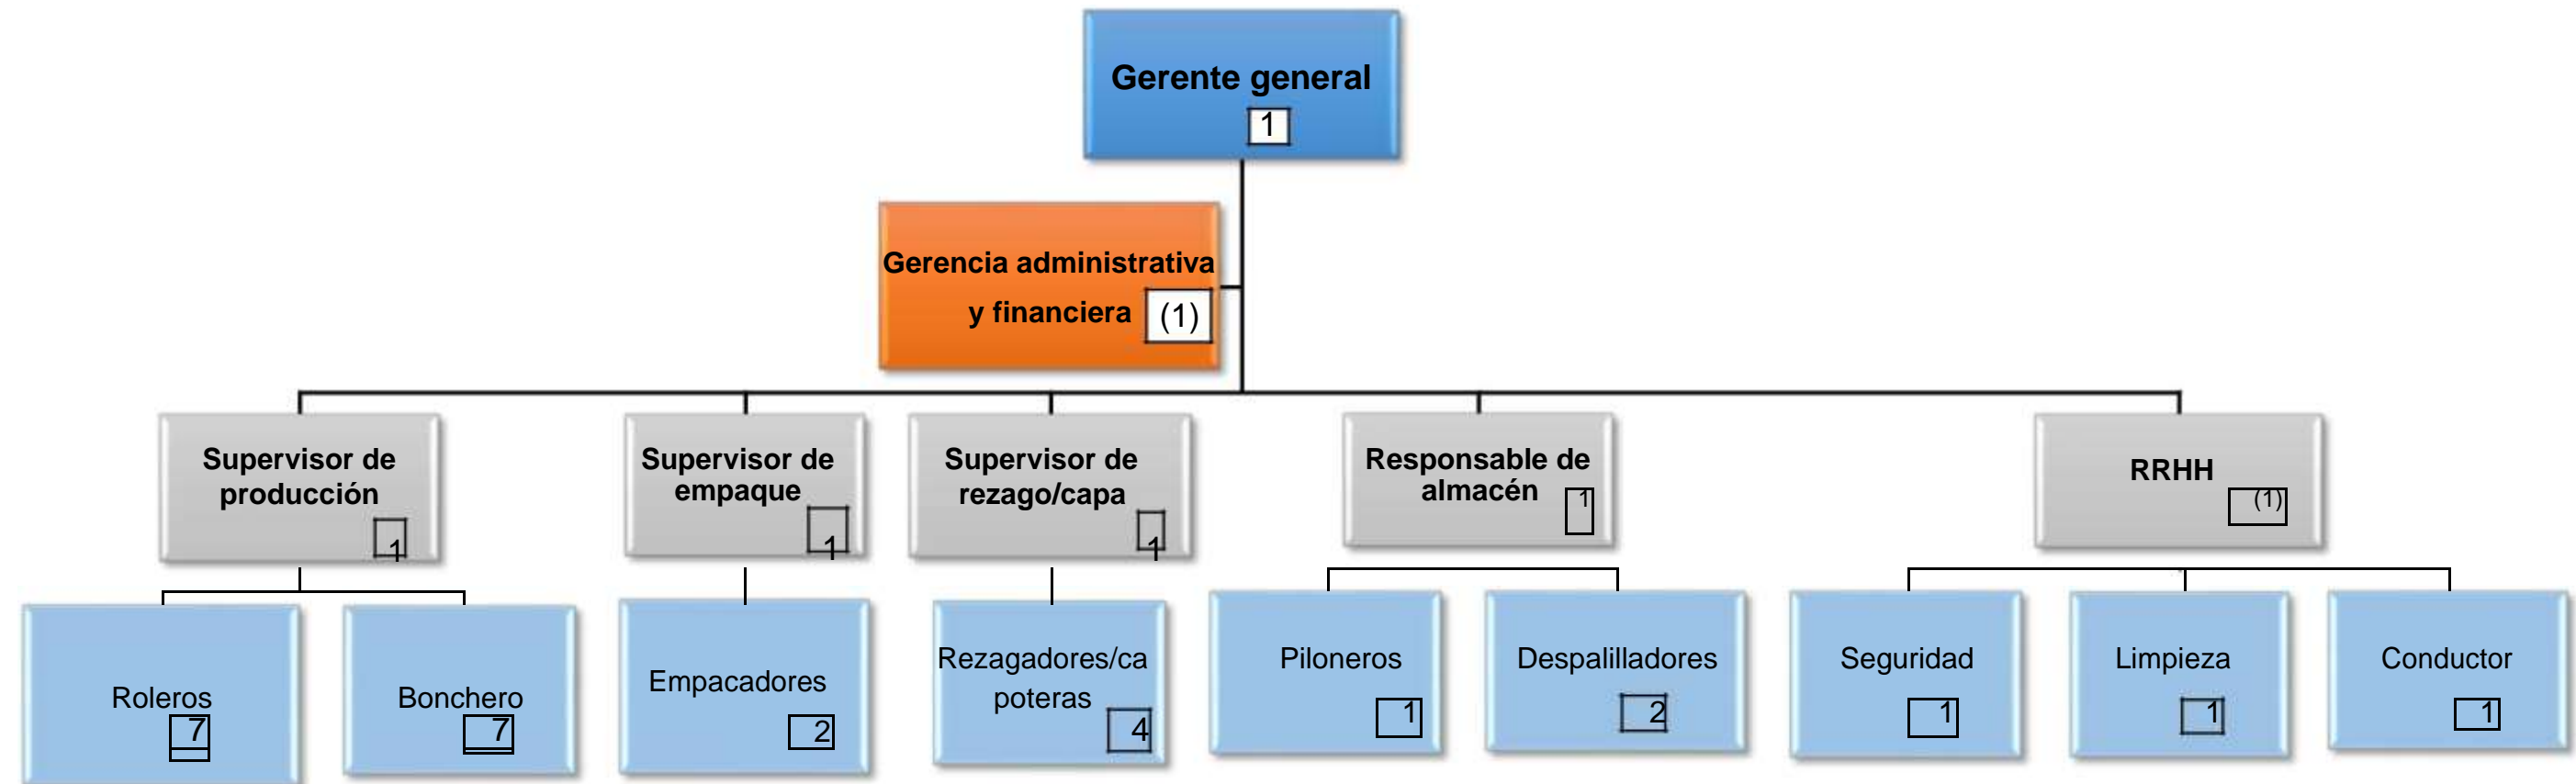 Gerente general
1
Gerencia administrativa
y financiera (1)
Supervisor de
producción
1
Supervisor de
empaque
1
Supervisor de
rezago/capa
1
Responsable de
almacén
1
RRHH
(1)
Roleros
7
Bonchero
7
Empacadores
2
Rezagadores/ca
poteras
4
Piloneros
1
Despalilladores
2
Seguridad
1
Limpieza
1
Conductor
1